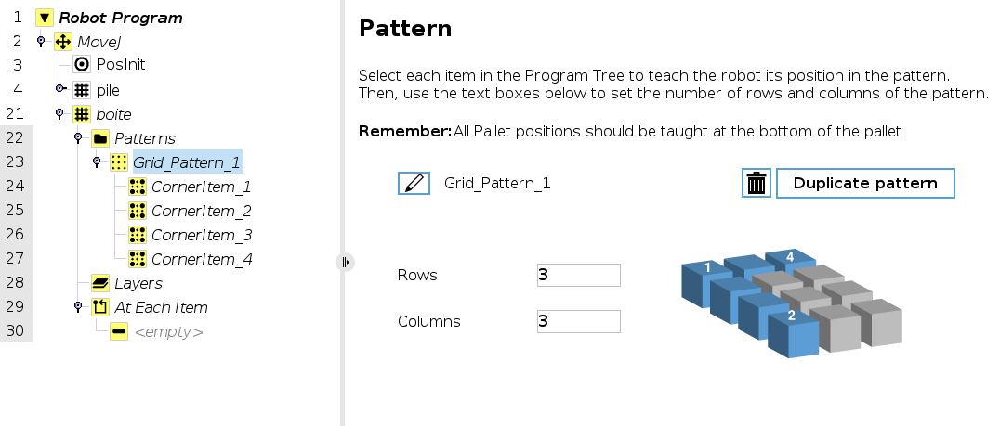 1 Robot Program
2 MoveJ
3 PosInit
4 pile
21 boite
22 Patterns
23 Grid_Pattern_1
24 CornerItem_1
25 CornerItem_2
26 CornerItem_3
27 CornerItem_4
28 Layers
29 At Each Item
30 <empty>
Pattern
Select each item in the Program Tree to teach the robot its position in the pattern.
Then, use the text boxes below to set the number of rows and columns of the pattern.
Remember:All Pallet positions should be taught at the bottom of the pallet
Grid_Pattern_1 Duplicate pattern
Rows 3
Columns 3
1 4
2